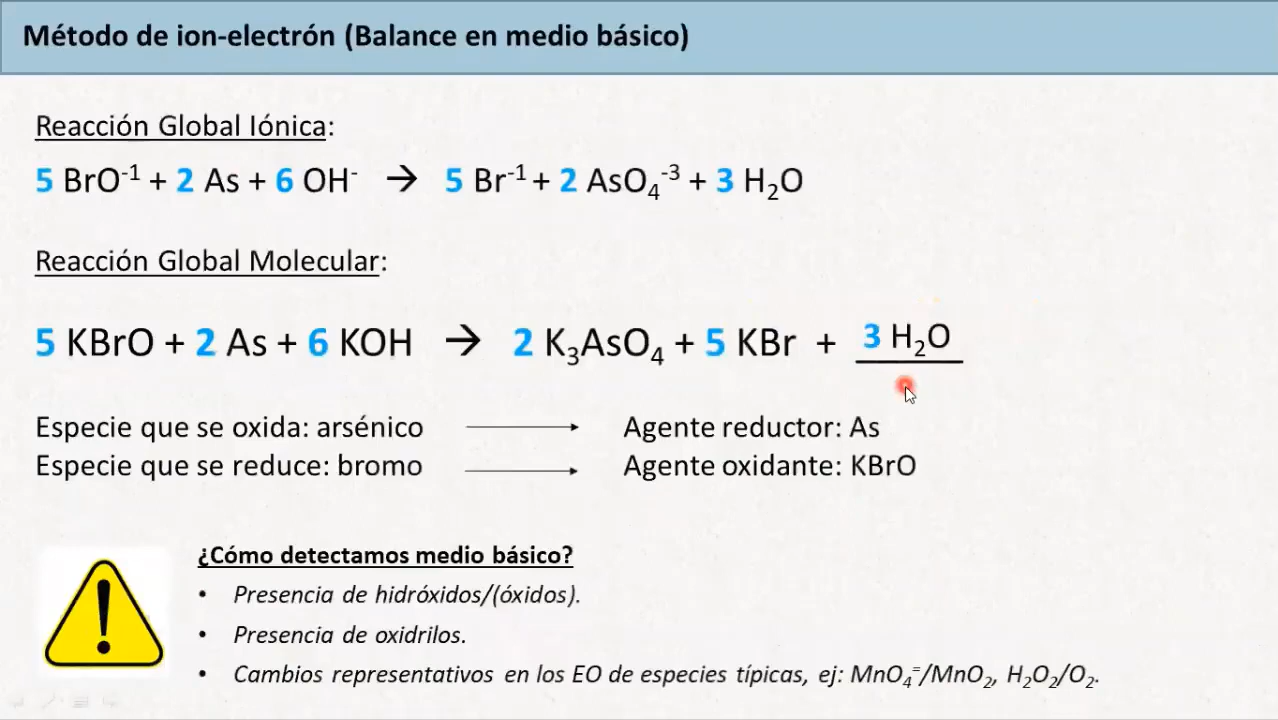 Método de ion-electrón (Balance en medio básico)
Reacción Global Iónica:
5 BrO⁻¹ + 2 As + 6 OH⁻ → 5 Br⁻¹ + 2 AsO₄⁻³ + 3 H₂O
Reacción Global Molecular:
5 KBrO + 2 As + 6 KOH → 2 K₃AsO₄ + 5 KBr + 3 H₂O
Especie que se oxida: arsénico → Agente reductor: As
Especie que se reduce: bromo → Agente oxidante: KBrO
¿Cómo detectamos medio básico?
• Presencia de hidróxidos/(óxidos).
• Presencia de oxidrilos.
• Cambios representativos en los EO de especies típicas, ej: MnO₄⁼/MnO₂, H₂O₂/O₂.